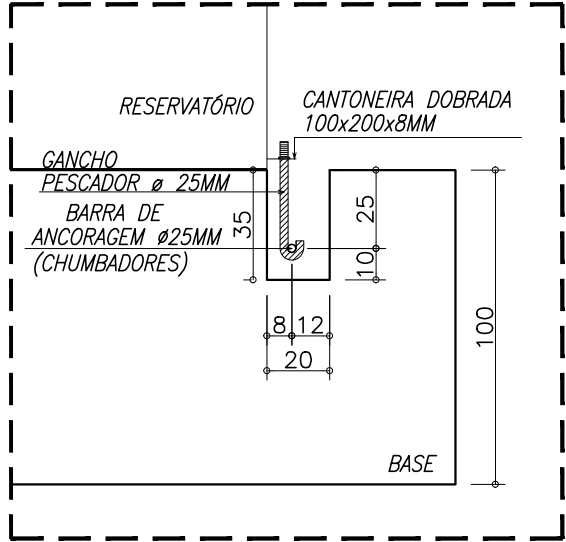 RESERVATÓRIO
CANTONEIRA DOBRADA
100x200x8MM
GANCHO
PESCADOR ø 25MM
BARRA DE
ANCORAGEM ø25MM
(CHUMBADORES)
35
25
10
8
12
20
100
BASE